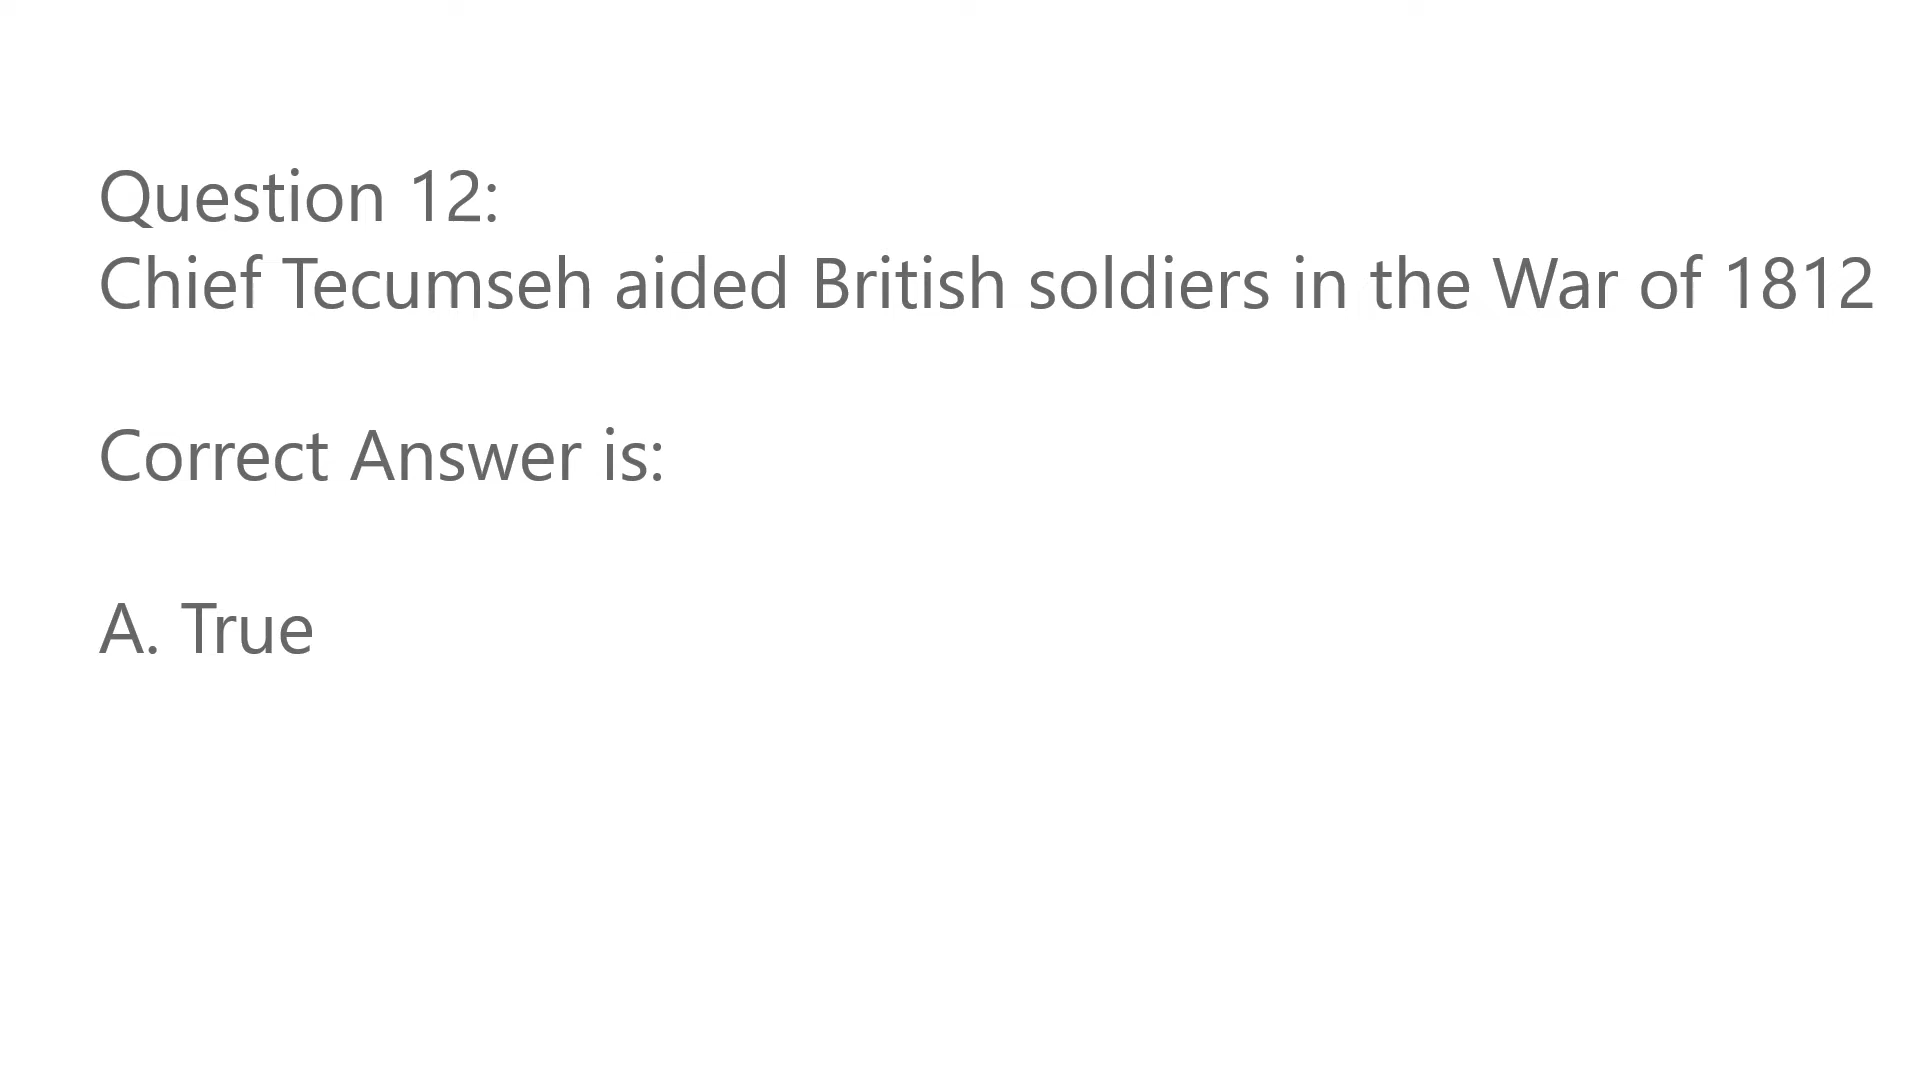 Question 12:
Chief Tecumseh aided British soldiers in the War of 1812
Correct Answer is:
A. True